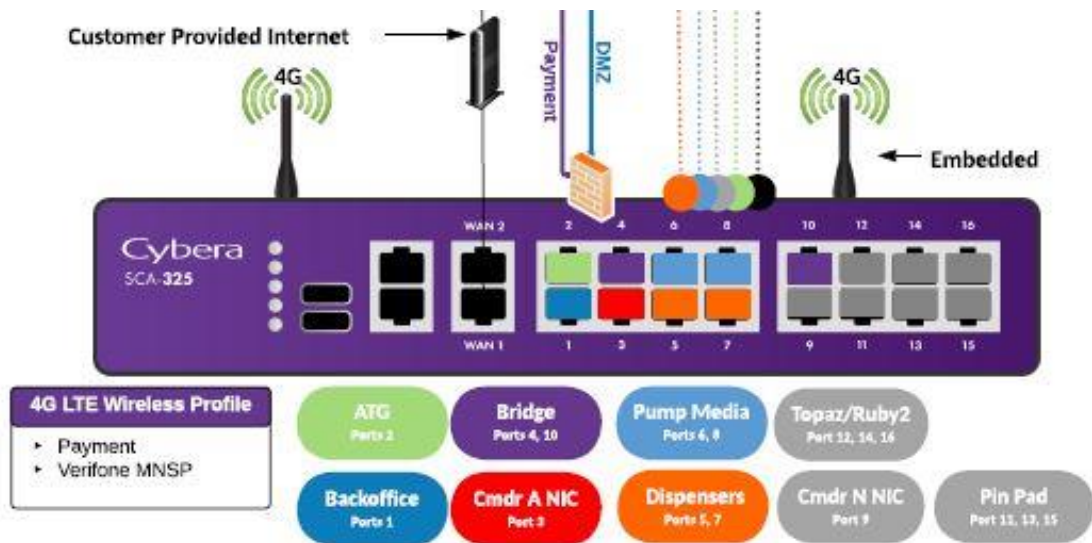 Customer Provided Internet
4G
Payment
DMZ
4G
Embedded
Cybera
SCA-325
WAN 2
2 4 6 8
10 12 14 16
WAN 1
1 3 5 7
9 11 13 15
4G LTE Wireless Profile
‣ Payment
‣ Verifone MNSP
ATG
Ports 2
Bridge
Ports 4, 10
Pump Media
Ports 6, 8
Topaz/Ruby2
Port 12, 14, 16
Backoffice
Ports 1
Cmdr A NIC
Port 3
Dispensers
Ports 5, 7
Cmdr N NIC
Port 9
Pin Pad
Port 11, 13, 15